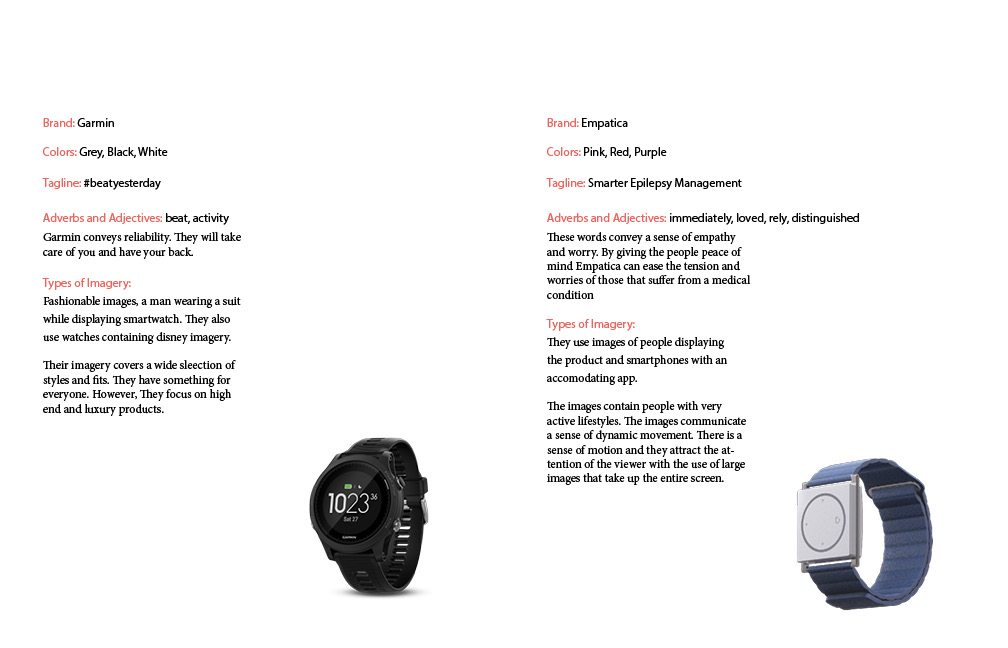 Brand: Garmin
Colors: Grey, Black, White
Tagline: #beatyesterday
Adverbs and Adjectives: beat, activity
Garmin conveys reliability. They will take
care of you and have your back.
Types of Imagery:
Fashionable images, a man wearing a suit
while displaying smartwatch. They also
use watches containing disney imagery.
Their imagery covers a wide sleection of
styles and fits. They have something for
everyone. However, They focus on high
end and luxury products.
1023 36
Sat 27
GARMIN
Brand: Empatica
Colors: Pink, Red, Purple
Tagline: Smarter Epilepsy Management
Adverbs and Adjectives: immediately, loved, rely, distinguished
These words convey a sense of empathy
and worry. By giving the people peace of
mind Empatica can ease the tension and
worries of those that suffer from a medical
condition
Types of Imagery:
They use images of people displaying
the product and smartphones with an
accomodating app.
The images contain people with very
active lifestyles. The images communicate
a sense of dynamic movement. There is a
sense of motion and they attract the at-
tention of the viewer with the use of large
images that take up the entire screen.